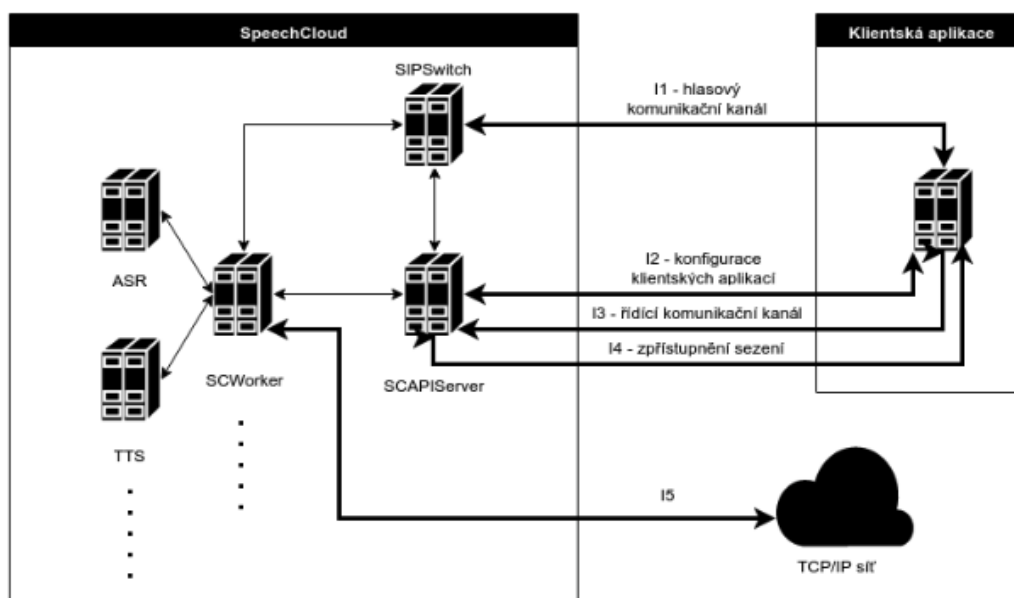 SpeechCloud
Klientská aplikace
SIPSwitch
I1 - hlasový
komunikační kanál
ASR
I2 - konfigurace
klientských aplikací
I3 - řídící komunikační kanál
I4 - zpřístupnění sezení
SCWorker
SCAPIServer
TTS
I5
TCP/IP síť